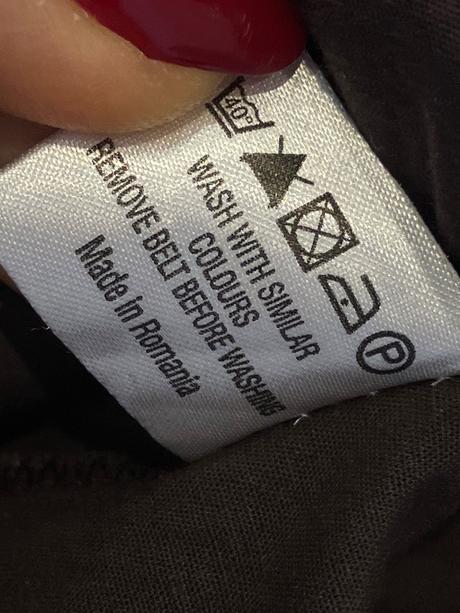 40°
WASH WITH SIMILAR
COLOURS
REMOVE BELT BEFORE WASHING
Made in Romania
P